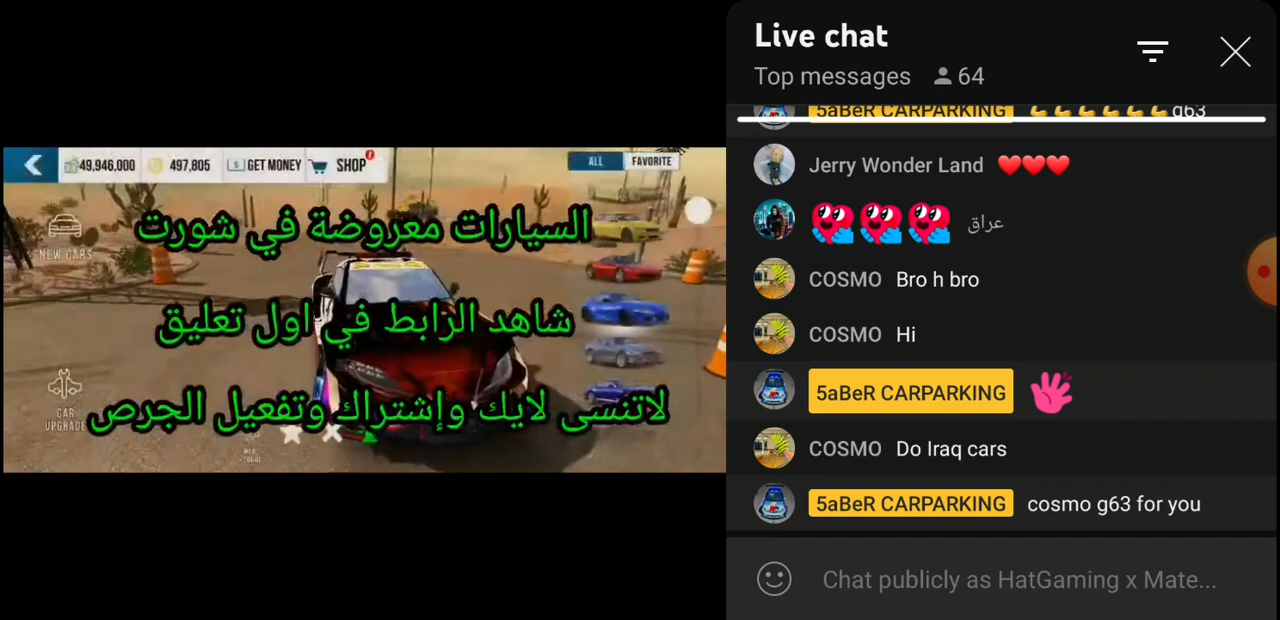 49,946,000 497,805 GET MONEY SHOP ALL FAVORITE
NEW CARS
السيارات معروضة في شورت
شاهد الرابط في اول تعليق
CAR
UPGRADE
لاتنسى لايك وإشتراك وتفعيل الجرص
Live chat
Top messages 64
5aBeR CARPARKING 💪💪💪💪💪💪 d63
Jerry Wonder Land ❤️❤️❤️
عراق
COSMO Bro h bro
COSMO Hi
5aBeR CARPARKING
COSMO Do Iraq cars
5aBeR CARPARKING cosmo g63 for you
Chat publicly as HatGaming x Mate...